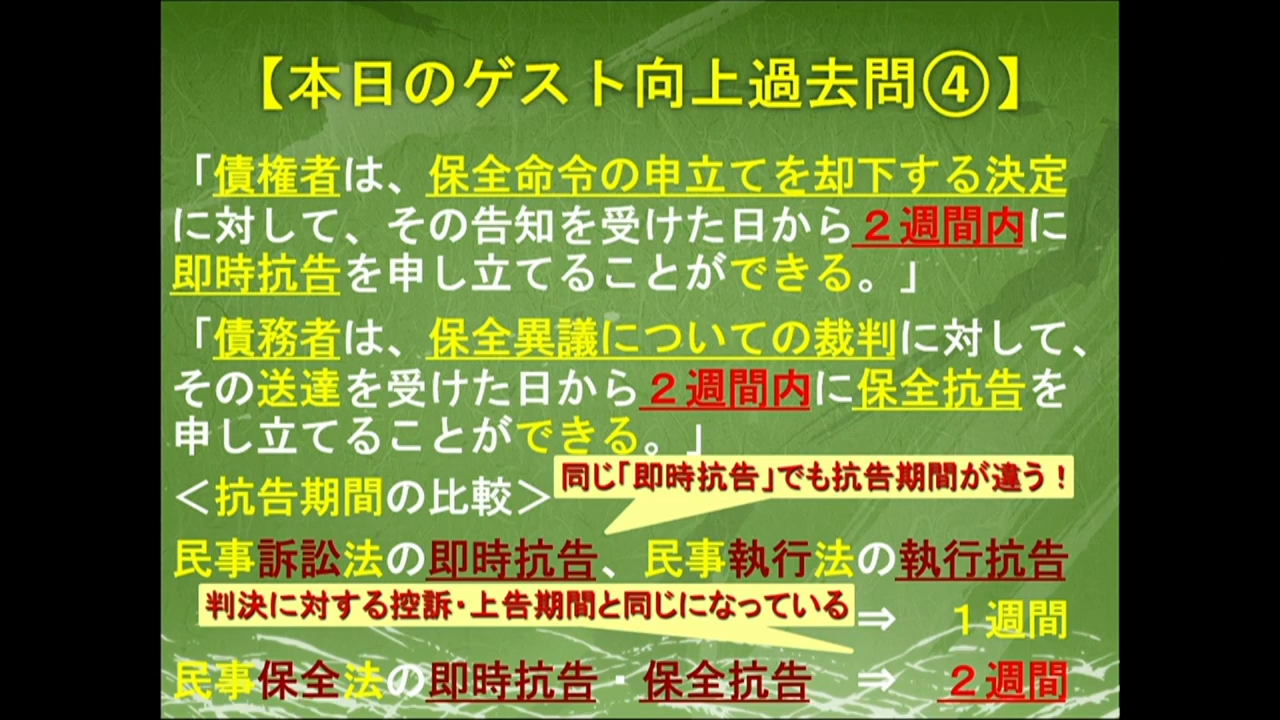 【本日のゲスト向上過去問④】
「債権者は、保全命令の申立てを却下する決定
に対して、その告知を受けた日から２週間内に
即時抗告を申し立てることができる。」
「債務者は、保全異議についての裁判に対して、
その送達を受けた日から２週間内に保全抗告を
申し立てることができる。」
同じ「即時抗告」でも抗告期間が違う！
＜抗告期間の比較＞
民事訴訟法の即時抗告、民事執行法の執行抗告
判決に対する控訴・上告期間と同じになっている
⇒　１週間
民事保全法の即時抗告・保全抗告　⇒　２週間